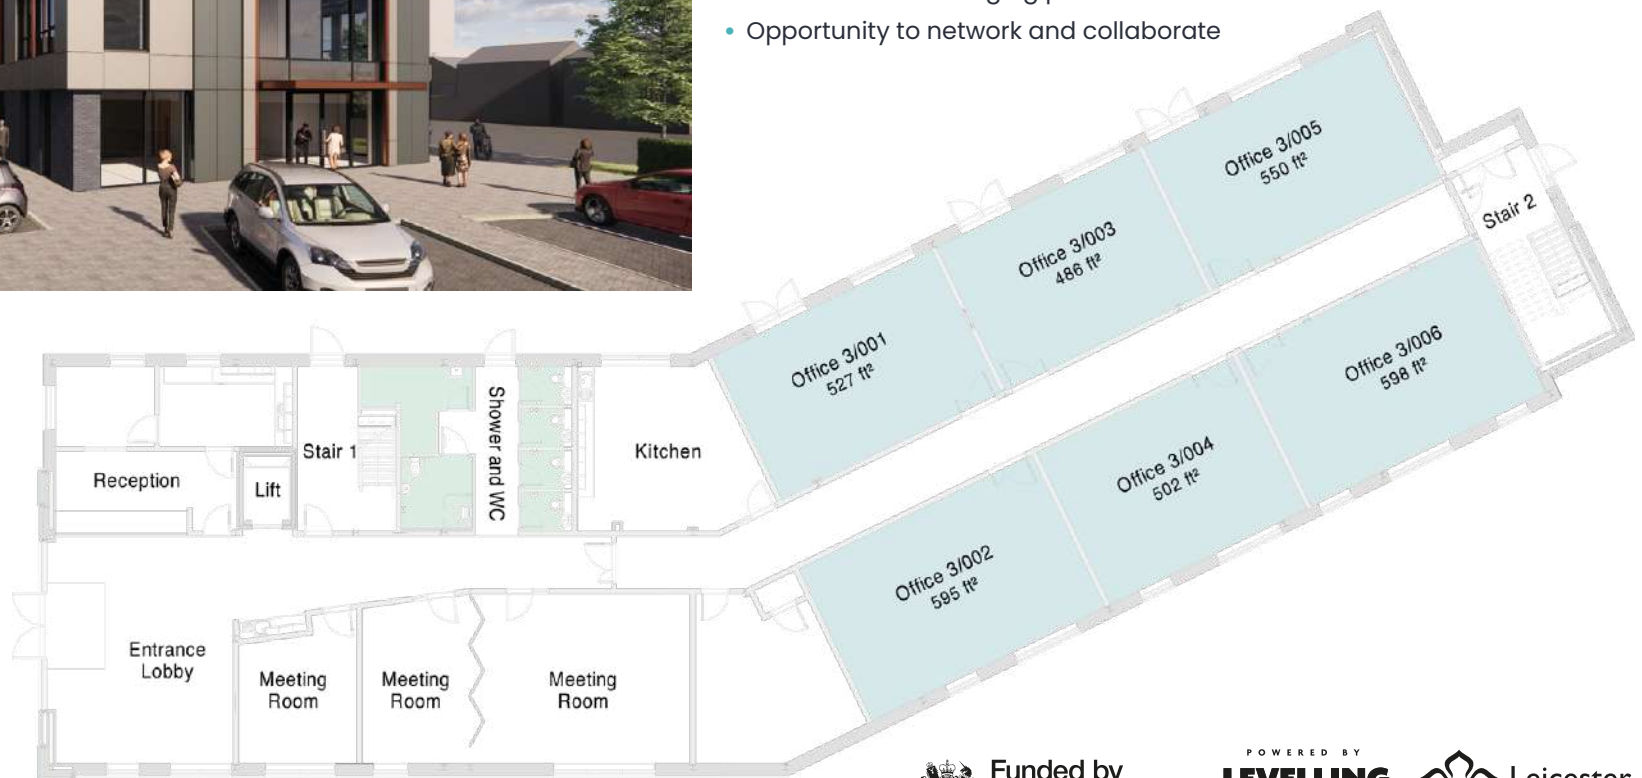 Opportunity to network and collaborate
Office 3/005
550 ft²
Stair 2
Office 3/003
486 ft²
Office 3/001
527 ft²
Office 3/006
598 ft²
Office 3/004
502 ft²
Office 3/002
595 ft²
Kitchen
Shower and WC
Stair 1
Reception
Lift
Entrance
Lobby
Meeting
Room
Meeting
Room
Meeting
Room
Funded by
POWERED BY
LEVELLING
Leicester